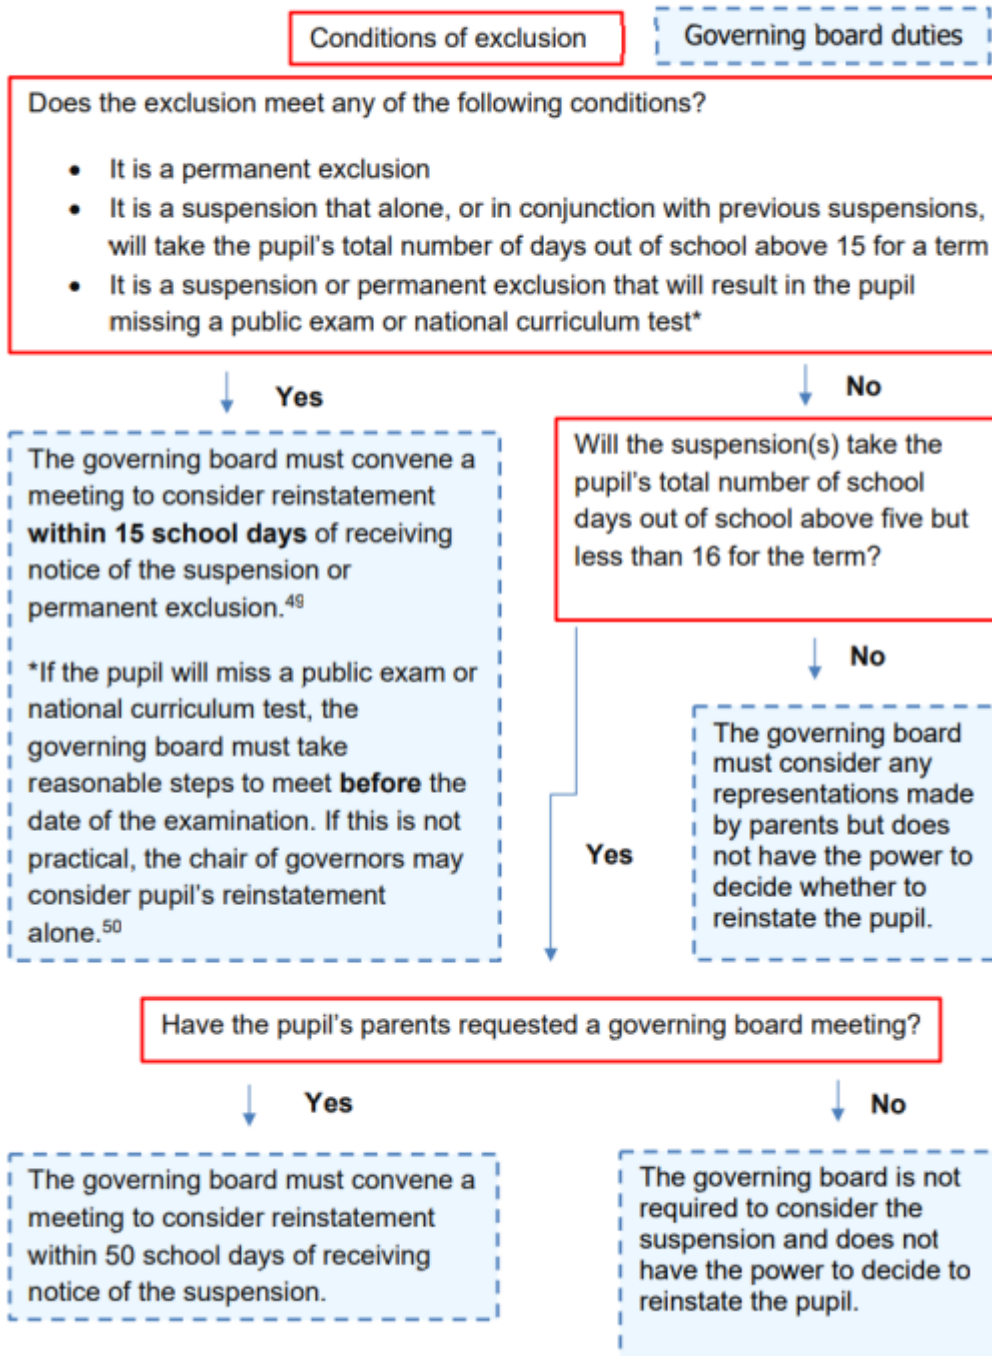 Conditions of exclusion
Governing board duties
Does the exclusion meet any of the following conditions?
• It is a permanent exclusion
• It is a suspension that alone, or in conjunction with previous suspensions,
will take the pupil's total number of days out of school above 15 for a term
• It is a suspension or permanent exclusion that will result in the pupil
missing a public exam or national curriculum test*
Yes
No
The governing board must convene a
meeting to consider reinstatement
within 15 school days of receiving
notice of the suspension or
permanent exclusion.49
*If the pupil will miss a public exam or
national curriculum test, the
governing board must take
reasonable steps to meet before the
date of the examination. If this is not
practical, the chair of governors may
consider pupil's reinstatement
alone.50
Will the suspension(s) take the
pupil's total number of school
days out of school above five but
less than 16 for the term?
No
The governing board
must consider any
representations made
by parents but does
not have the power to
decide whether to
reinstate the pupil.
Yes
Have the pupil's parents requested a governing board meeting?
Yes
No
The governing board must convene a
meeting to consider reinstatement
within 50 school days of receiving
notice of the suspension.
The governing board is not
required to consider the
suspension and does not
have the power to decide to
reinstate the pupil.